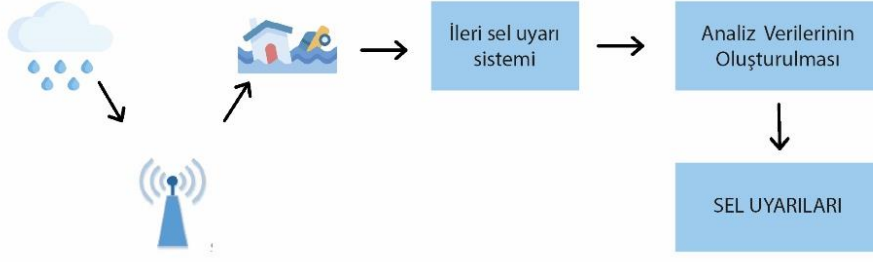 İleri sel uyarı
sistemi
Analiz Verilerinin
Oluşturulması
SEL UYARILARI